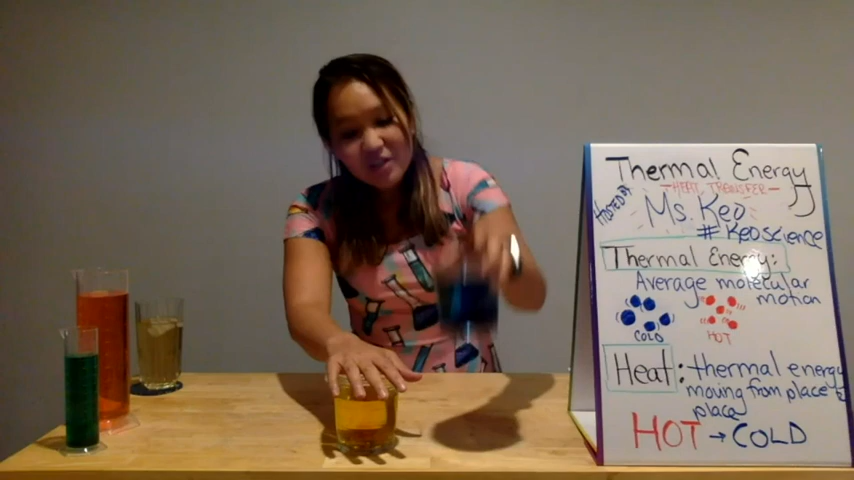 Thermal Energy
-HEAT TRANSFER-
HOSTED BY
Ms. Keo
#Keoscience
Thermal Energy:
Average molecular
motion
COLD
HOT
Heat: thermal energy
moving from place to
place
HOT → COLD